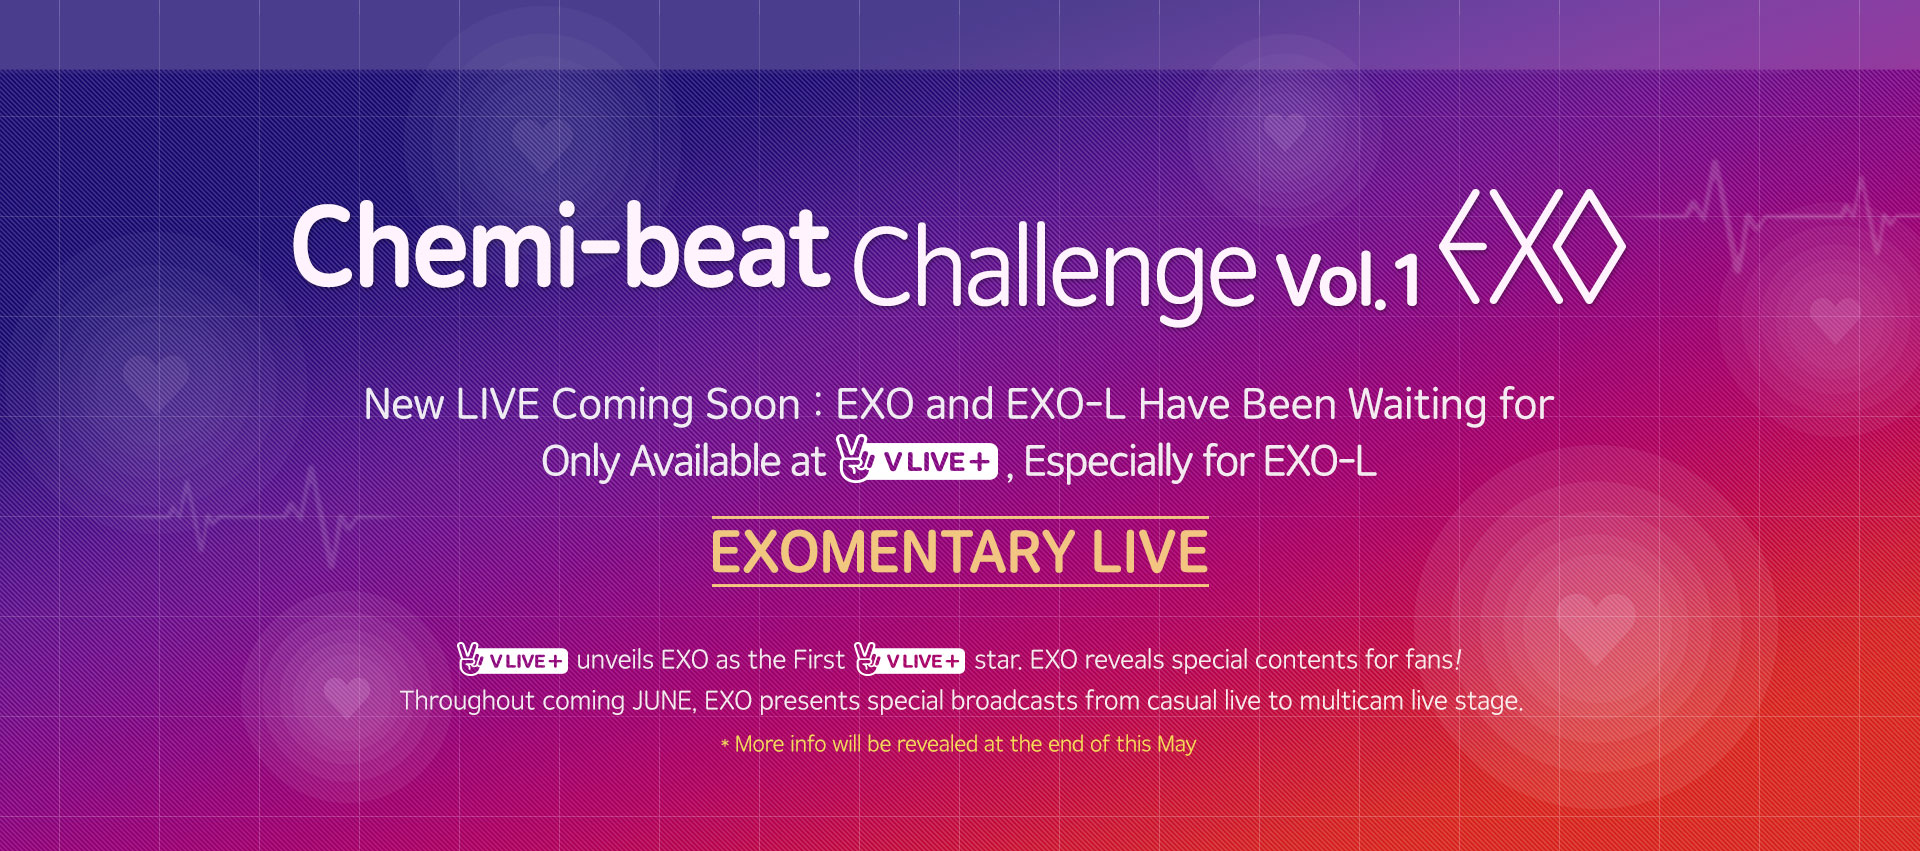 Chemi-beat Challenge Vol.1 EXO
New LIVE Coming Soon : EXO and EXO-L Have Been Waiting for
Only Available at V LIVE+ , Especially for EXO-L
EXOMENTARY LIVE
V LIVE+ unveils EXO as the First V LIVE+ star. EXO reveals special contents for fans!
Throughout coming JUNE, EXO presents special broadcasts from casual live to multicam live stage.
* More info will be revealed at the end of this May